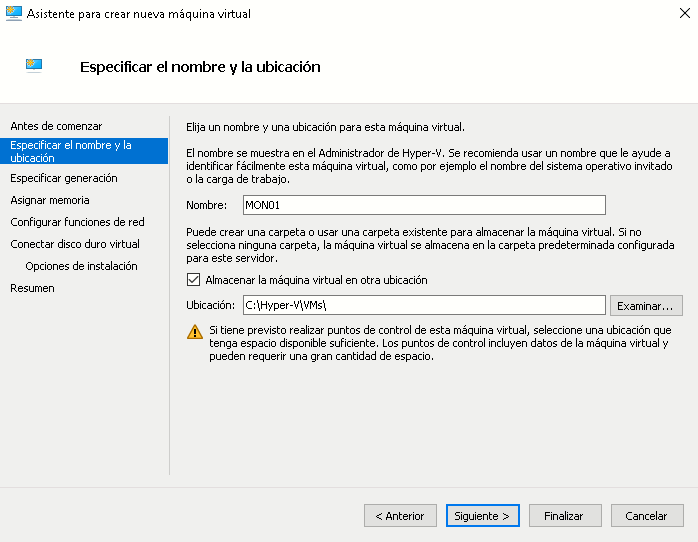 Asistente para crear nueva máquina virtual
Especificar el nombre y la ubicación
Antes de comenzar
Especificar el nombre y la
ubicación
Especificar generación
Asignar memoria
Configurar funciones de red
Conectar disco duro virtual
Opciones de instalación
Resumen
Elija un nombre y una ubicación para esta máquina virtual.
El nombre se muestra en el Administrador de Hyper-V. Se recomienda usar un nombre que le ayude a
identificar fácilmente esta máquina virtual, como por ejemplo el nombre del sistema operativo invitado
o la carga de trabajo.
Nombre: MON01
Puede crear una carpeta o usar una carpeta existente para almacenar la máquina virtual. Si no
selecciona ninguna carpeta, la máquina virtual se almacena en la carpeta predeterminada configurada
para este servidor.
Almacenar la máquina virtual en otra ubicación
Ubicación: C:\Hyper-V\VMs\ Examinar...
Si tiene previsto realizar puntos de control de esta máquina virtual, seleccione una ubicación que
tenga espacio disponible suficiente. Los puntos de control incluyen datos de la máquina virtual y
pueden requerir una gran cantidad de espacio.
< Anterior Siguiente > Finalizar Cancelar